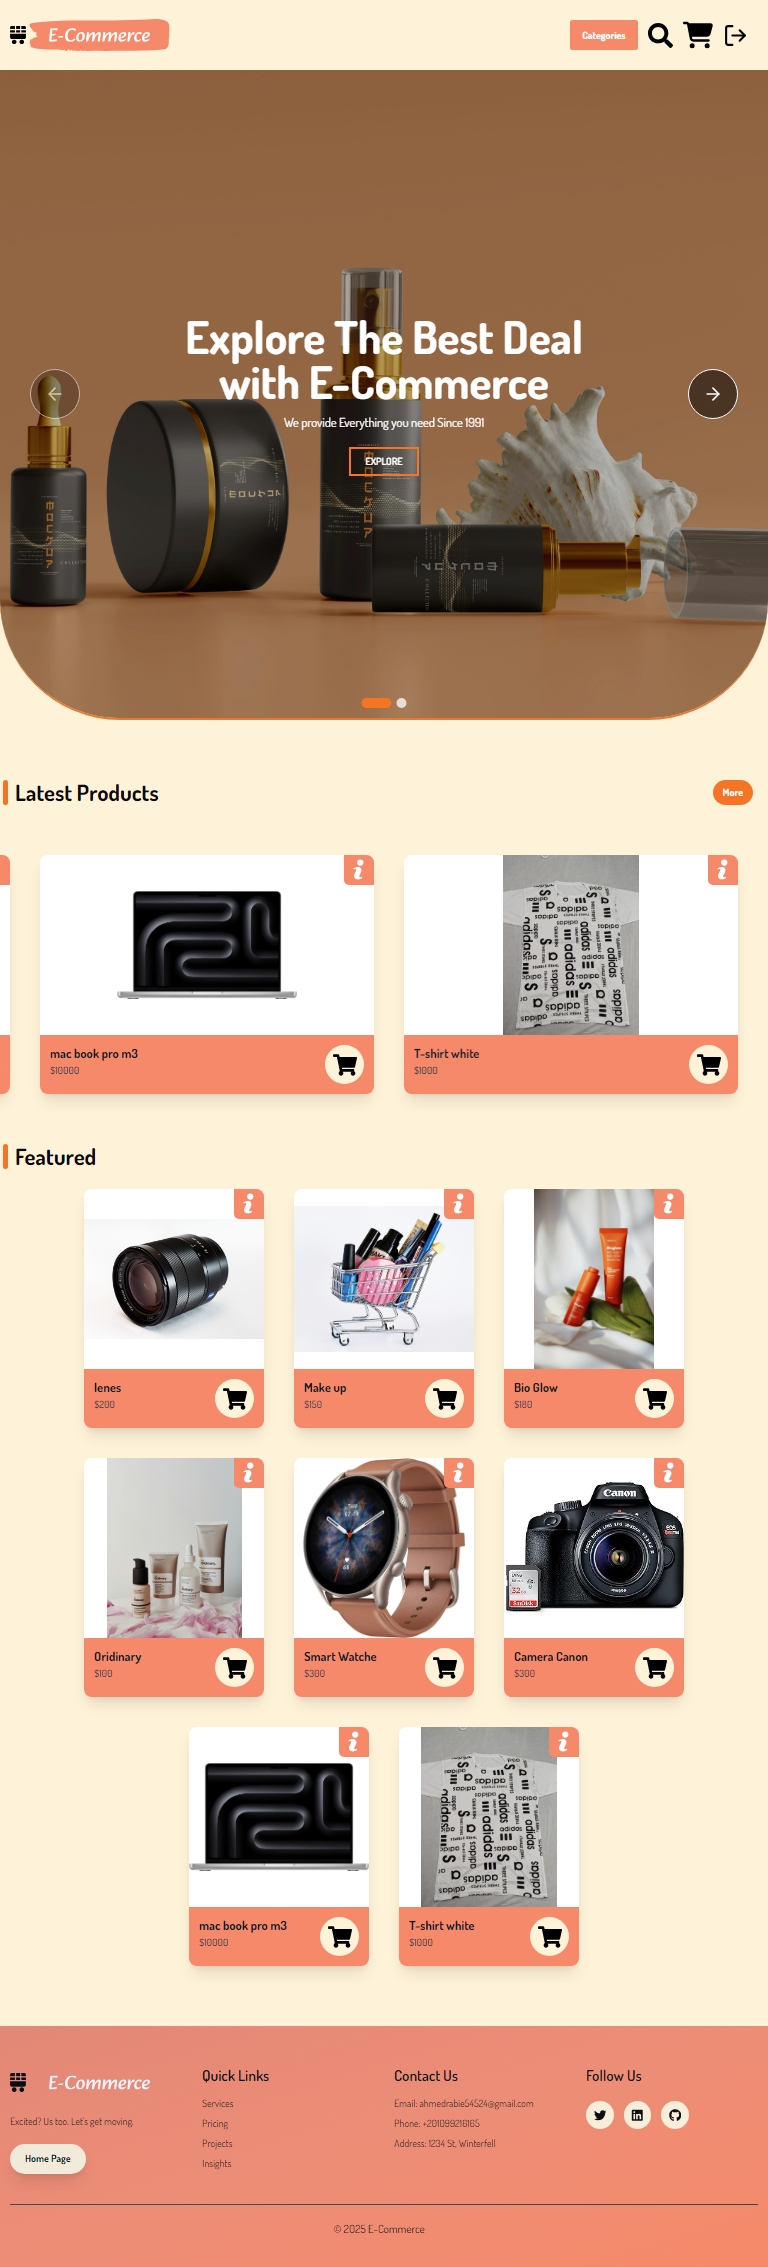 E-Commerce
Categories
Explore The Best Deal
with E-Commerce
We provide Everything you need Since 1991
EXPLORE
Latest Products
More
mac book pro m3
$10000
T-shirt white
$1000
Featured
lenes
$200
Make up
$150
Bio Glow
$180
Canon
Oridinary
$100
Smart Watche
$300
Camera Canon
$300
mac book pro m3
$10000
T-shirt white
$1000
E-Commerce
Excited? Us too. Let's get moving.
Home Page
Quick Links
Services
Pricing
Projects
Insights
Contact Us
Email: ahmedrabie54524@gmail.com
Phone: +201099216165
Address: 1234 St, Winterfell
Follow Us
© 2025 E-Commerce